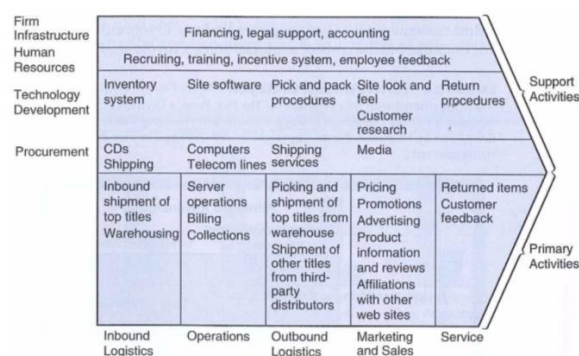 Firm
Infrastructure
Financing, legal support, accounting
Human
Resources
Recruiting, training, incentive system, employee feedback
Technology
Development
Inventory
system
Site software
Pick and pack
procedures
Site look and
feel
Customer
research
Return
procedures
Support
Activities
Procurement
CDs
Shipping
Computers
Telecom lines
Shipping
services
Media
Inbound
shipment of
top titles
Warehousing
Server
operations
Billing
Collections
Picking and
shipment of
top titles from
warehouse
Shipment of
other titles
from third-
party
distributors
Pricing
Promotions
Advertising
Product
information
and reviews
Affiliations
with other
web sites
Returned items
Customer
feedback
Primary
Activities
Inbound
Logistics
Operations
Outbound
Logistics
Marketing
and Sales
Service